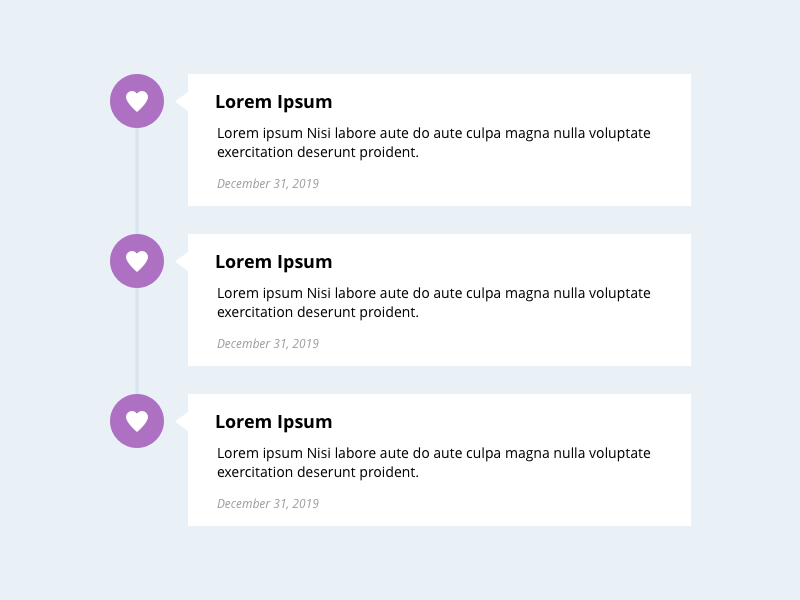 Lorem Ipsum
Lorem ipsum Nisi labore aute do aute culpa magna nulla voluptate
exercitation deserunt proident.
December 31, 2019
Lorem Ipsum
Lorem ipsum Nisi labore aute do aute culpa magna nulla voluptate
exercitation deserunt proident.
December 31, 2019
Lorem Ipsum
Lorem ipsum Nisi labore aute do aute culpa magna nulla voluptate
exercitation deserunt proident.
December 31, 2019